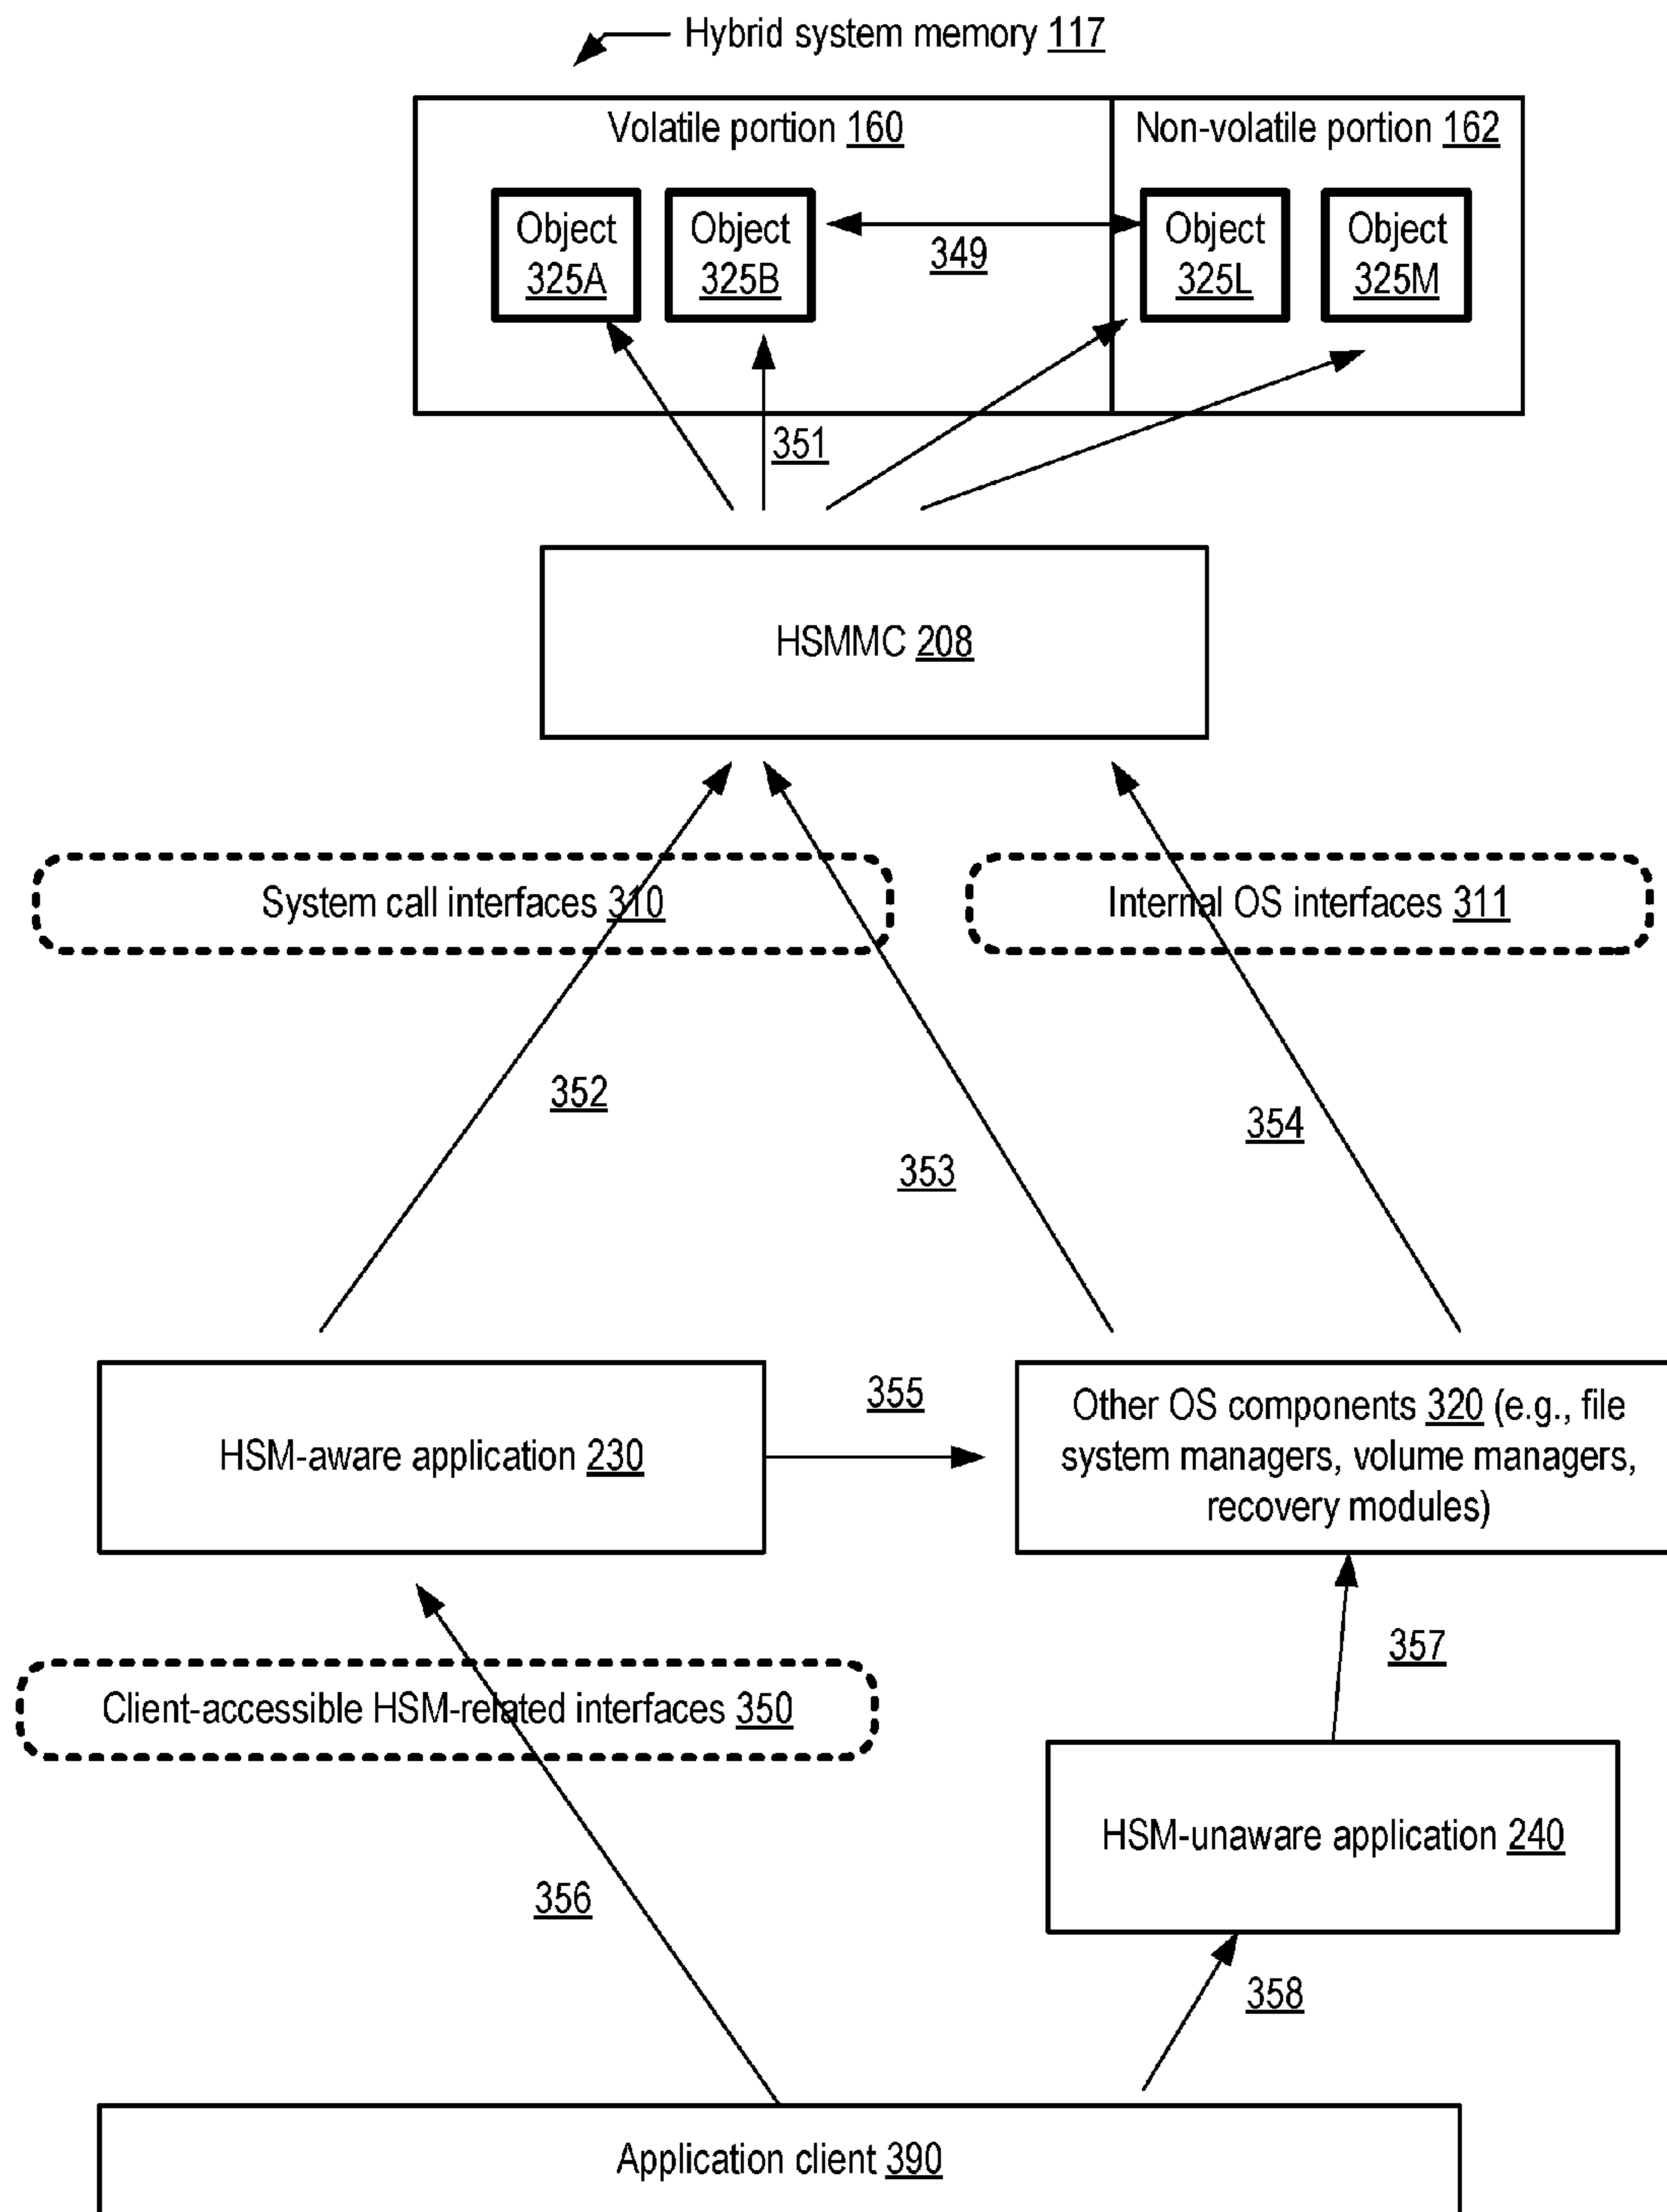 Hybrid system memory 117
Volatile portion 160
Non-volatile portion 162
Object
325A
Object
325B
349
Object
325L
Object
325M
351
HSMMC 208
System call interfaces 310
Internal OS interfaces 311
352
353
354
HSM-aware application 230
355
Other OS components 320 (e.g., file
system managers, volume managers,
recovery modules)
357
Client-accessible HSM-related interfaces 350
HSM-unaware application 240
356
358
Application client 390